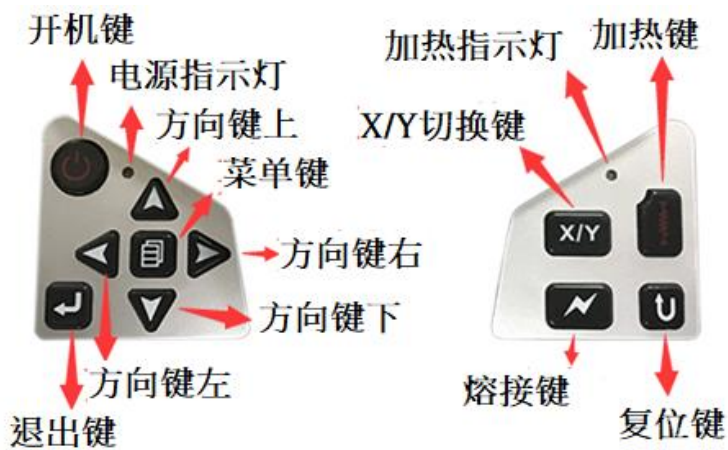 开机键
电源指示灯
方向键上
菜单键
方向键右
方向键下
方向键左
退出键
加热指示灯
加热键
X/Y切换键
X/Y
熔接键
复位键